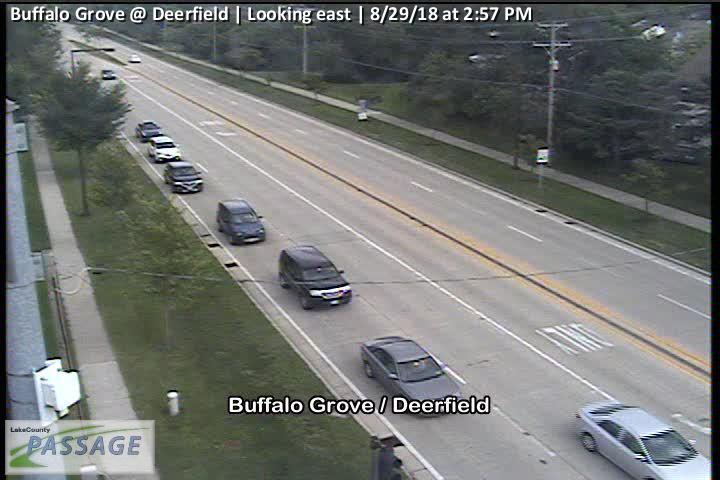 Buffalo Grove @ Deerfield | Looking east | 8/29/18 at 2:57 PM
Buffalo Grove / Deerfield
LakeCounty
PASSAGE